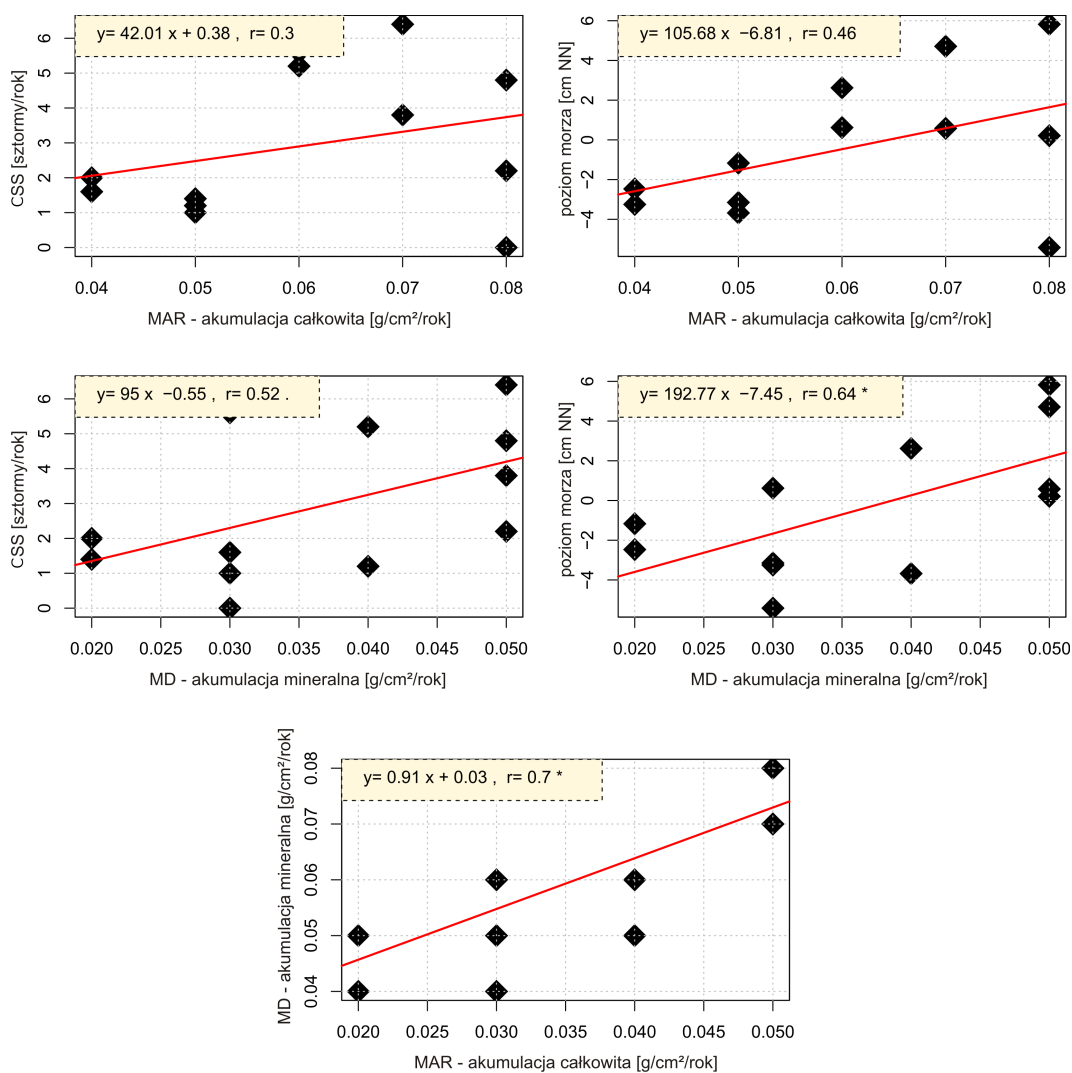 y= 42.01 x + 0.38 , r= 0.3
CSS [sztormy/rok]
6
5
4
3
2
1
0
0.04 0.05 0.06 0.07 0.08
MAR - akumulacja całkowita [g/cm²/rok]
y= 105.68 x −6.81 , r= 0.46
poziom morza [cm NN]
6
4
2
0
−2
−4
0.04 0.05 0.06 0.07 0.08
MAR - akumulacja całkowita [g/cm²/rok]
y= 95 x −0.55 , r= 0.52 .
CSS [sztormy/rok]
6
5
4
3
2
1
0
0.020 0.025 0.030 0.035 0.040 0.045 0.050
MD - akumulacja mineralna [g/cm²/rok]
y= 192.77 x −7.45 , r= 0.64 *
poziom morza [cm NN]
6
4
2
0
−2
−4
0.020 0.025 0.030 0.035 0.040 0.045 0.050
MD - akumulacja mineralna [g/cm²/rok]
y= 0.91 x + 0.03 , r= 0.7 *
MD - akumulacja mineralna [g/cm²/rok]
0.08
0.07
0.06
0.05
0.04
0.020 0.025 0.030 0.035 0.040 0.045 0.050
MAR - akumulacja całkowita [g/cm²/rok]